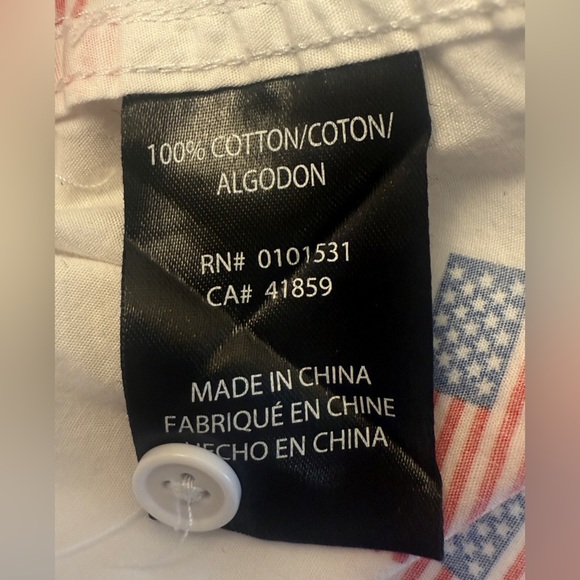 100% COTTON/COTON/
ALGODON
RN# 0101531
CA# 41859
MADE IN CHINA
FABRIQUÉ EN CHINE
HECHO EN CHINA